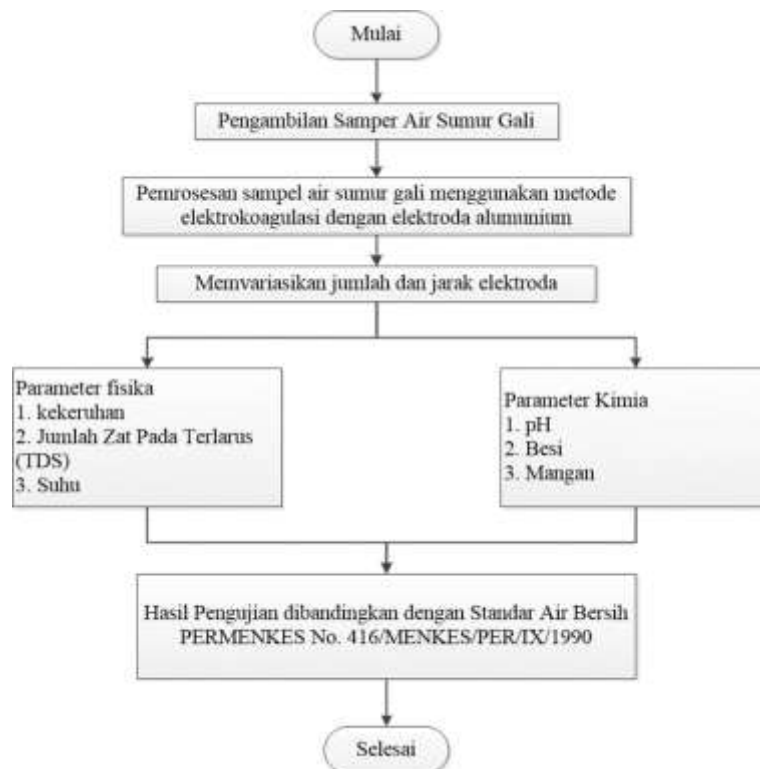 Mulai
Pengambilan Samper Air Sumur Gali
Pemrosesan sampel air sumur gali menggunakan metode
elektrokoagulasi dengan elektroda alumunium
Memvariasikan jumlah dan jarak elektroda
Parameter fisika
1. kekeruhan
2. Jumlah Zat Pada Terlarus
(TDS)
3. Suhu
Parameter Kimia
1. pH
2. Besi
3. Mangan
Hasil Pengujian dibandingkan dengan Standar Air Bersih
PERMENKES No. 416/MENKES/PER/IX/1990
Selesai